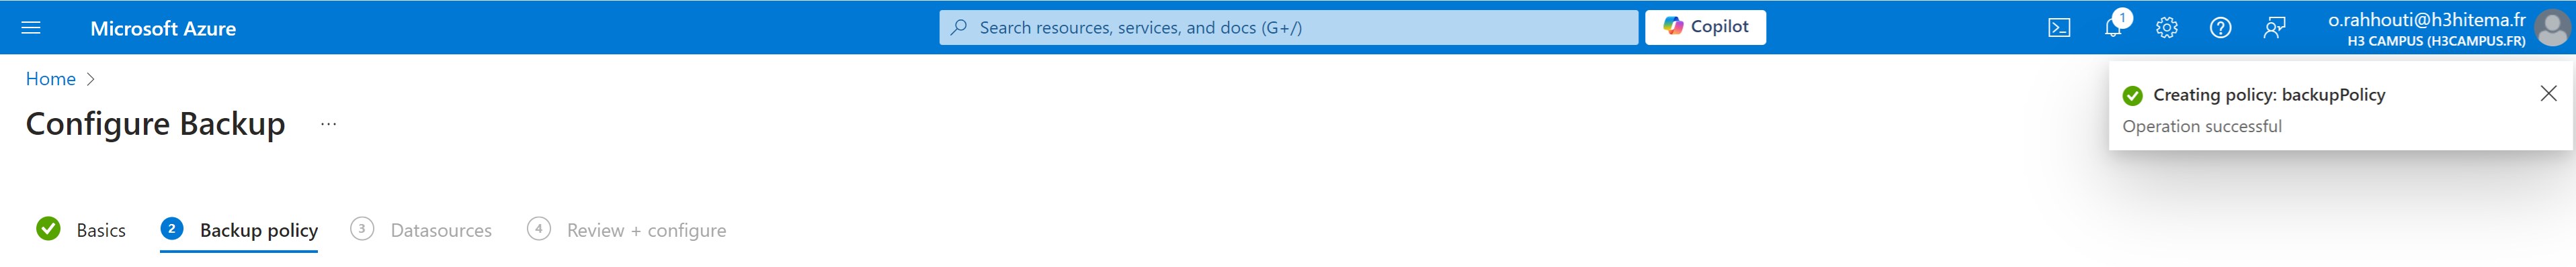 Microsoft Azure
Search resources, services, and docs (G+/)
Copilot
1
o.rahhouti@h3hitema.fr
H3 CAMPUS (H3CAMPUS.FR)
Home
Creating policy: backupPolicy
Operation successful
Configure Backup
...
Basics
2 Backup policy
3 Datasources
4 Review + configure